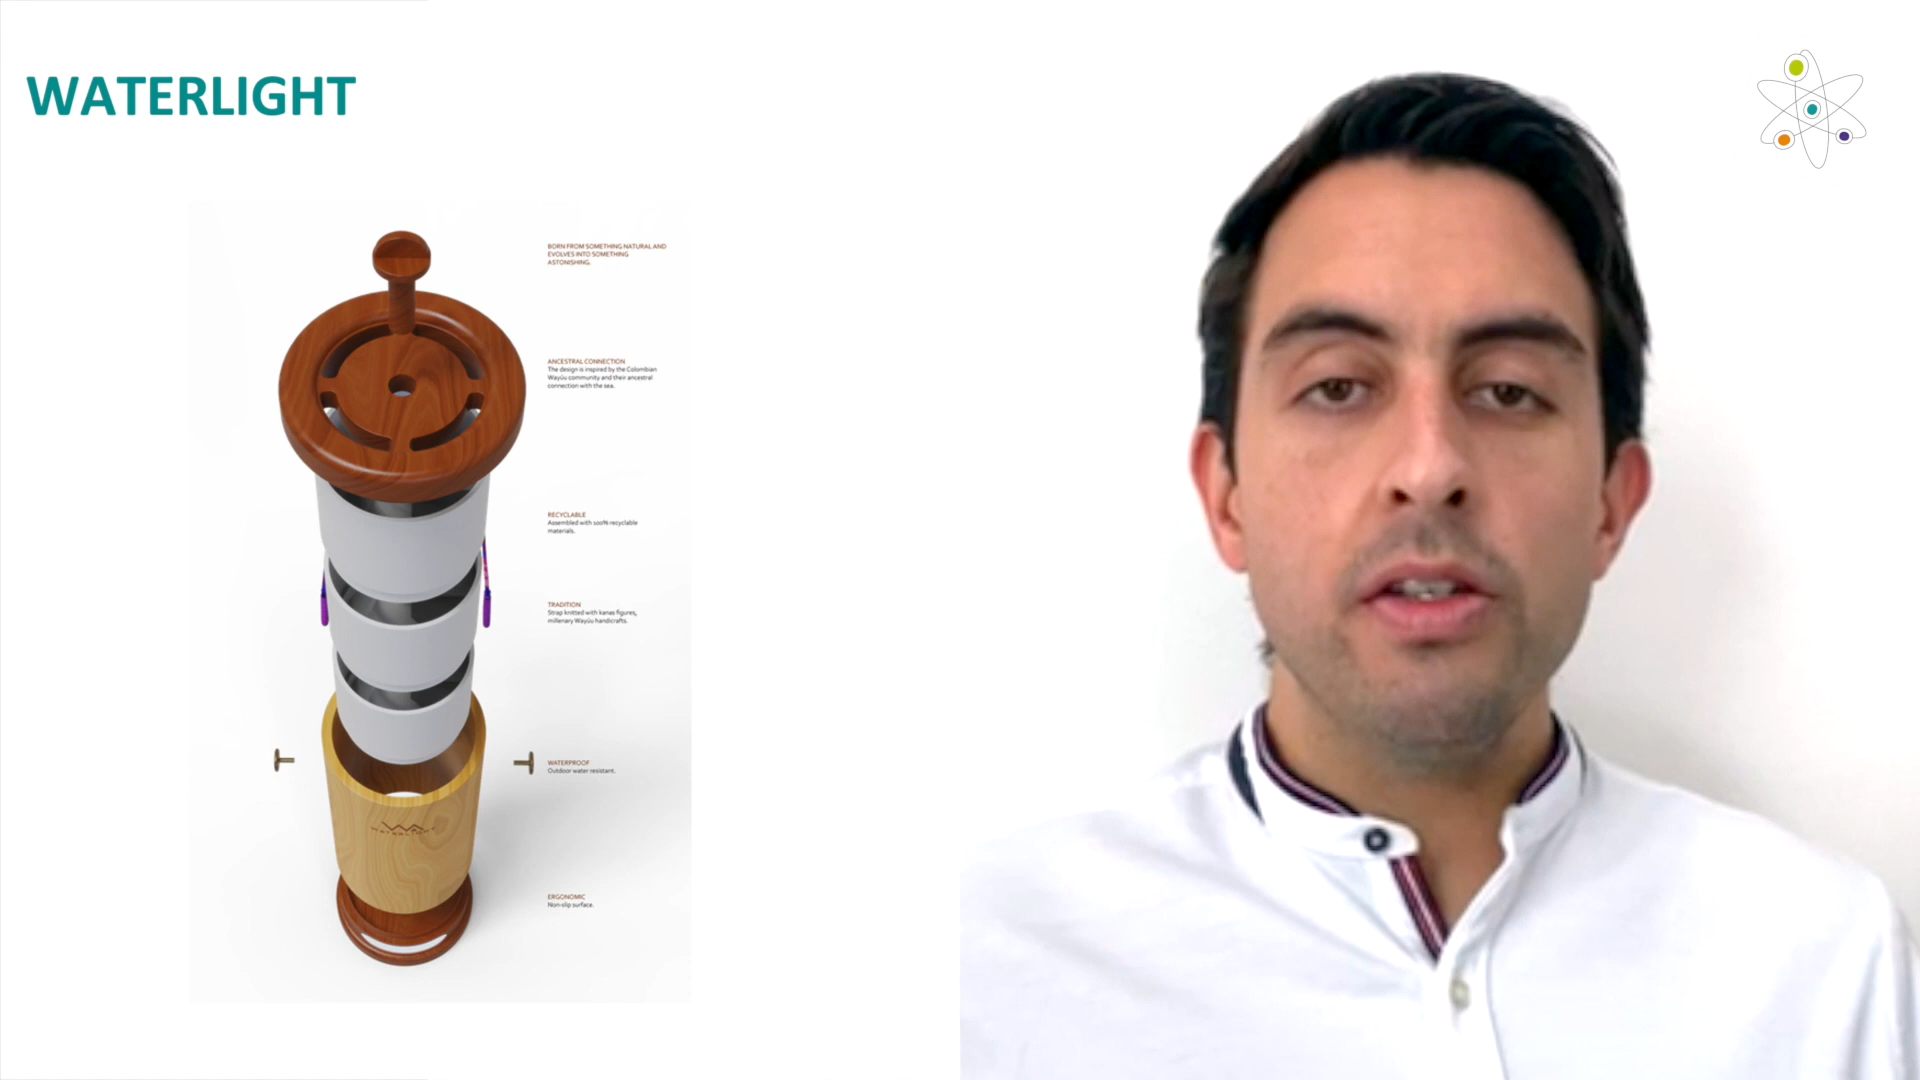 WATERLIGHT
BORN FROM SOMETHING NATURAL AND
EVOLVES INTO SOMETHING
ASTONISHING.
ANCESTRAL CONNECTION
The design is inspired by the Colombian
Wayúu community and their ancestral
connection with the sea.
RECYCLABLE
Assembled with 100% recyclable
materials.
TRADITION
Strap knitted with kanas figures,
millenary Wayúu handicrafts.
WATERPROOF
Outdoor water resistant.
WATERLIGHT
ERGONOMIC
Non-slip surface.